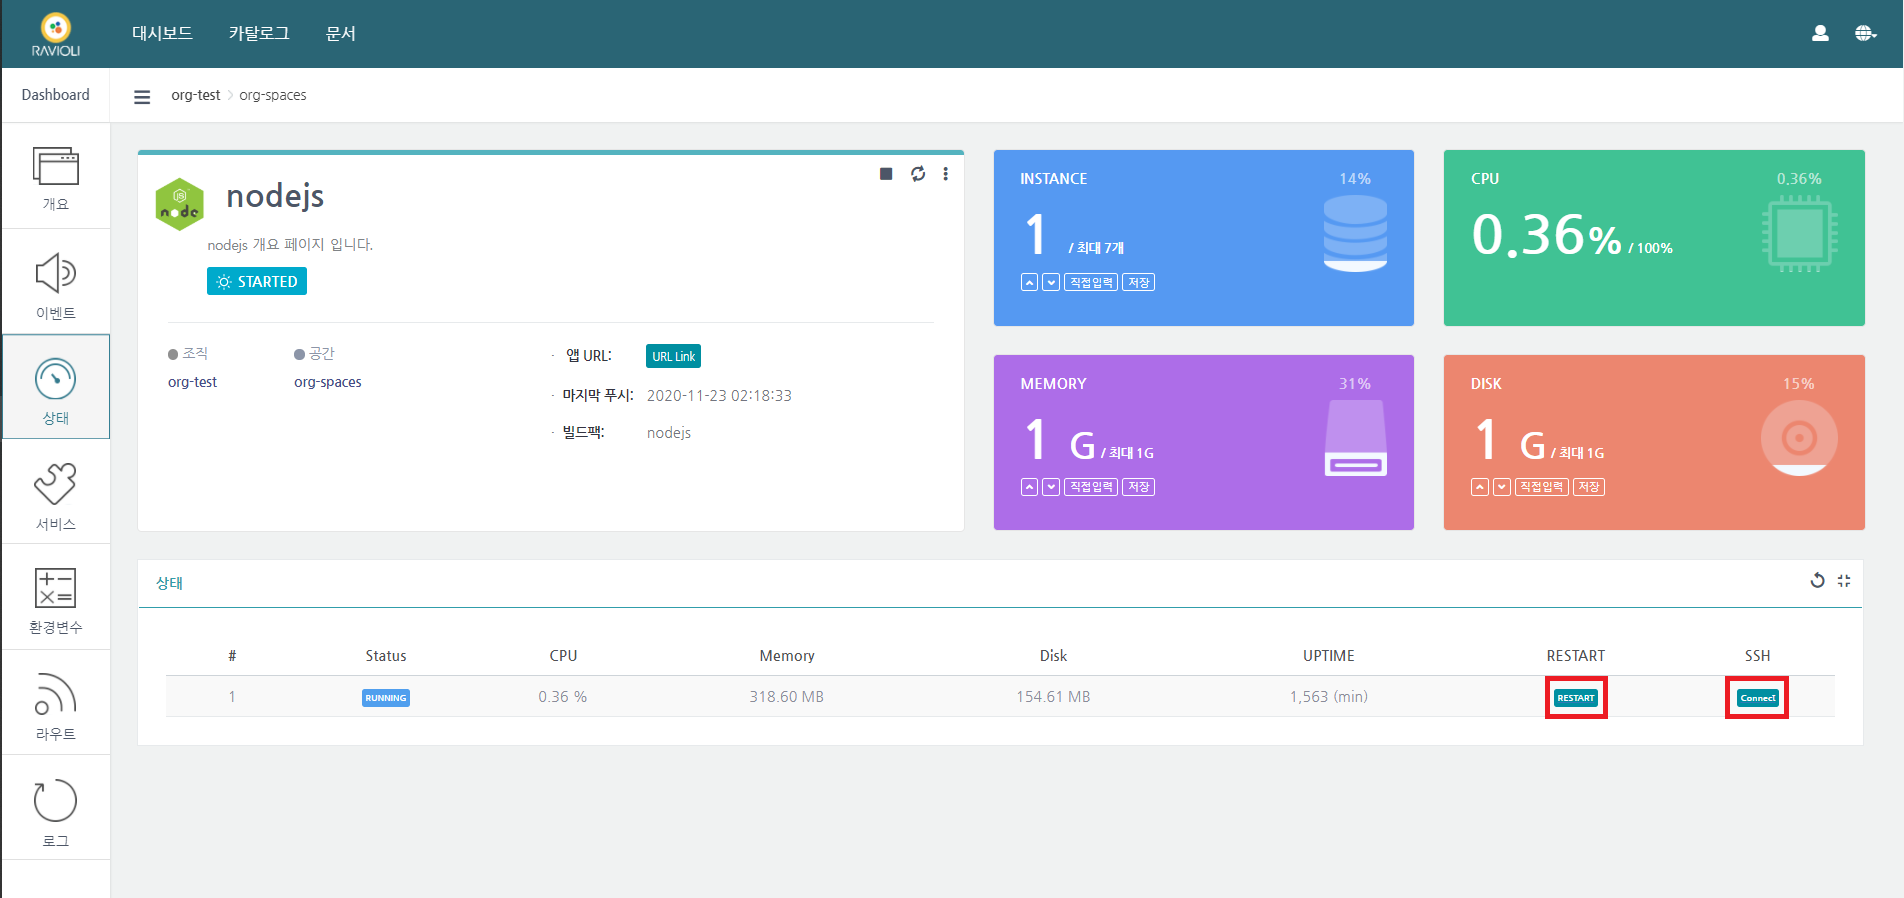 RAVIOLI
대시보드 카탈로그 문서
Dashboard
org-test org-spaces
개요
이벤트
상태
서비스
환경변수
라우트
로그
JS
node
nodejs
nodejs 개요 페이지 입니다.
STARTED
조직
org-test
공간
org-spaces
· 앱 URL: URL Link
· 마지막 푸시: 2020-11-23 02:18:33
· 빌드팩: nodejs
INSTANCE 14%
1 / 최대 7개
직접입력 저장
CPU 0.36%
0.36% / 100%
MEMORY 31%
1 G / 최대 1G
직접입력 저장
DISK 15%
1 G / 최대 1G
직접입력 저장
상태
# Status CPU Memory Disk UPTIME RESTART SSH
1 RUNNING 0.36 % 318.60 MB 154.61 MB 1,563 (min) RESTART Connect